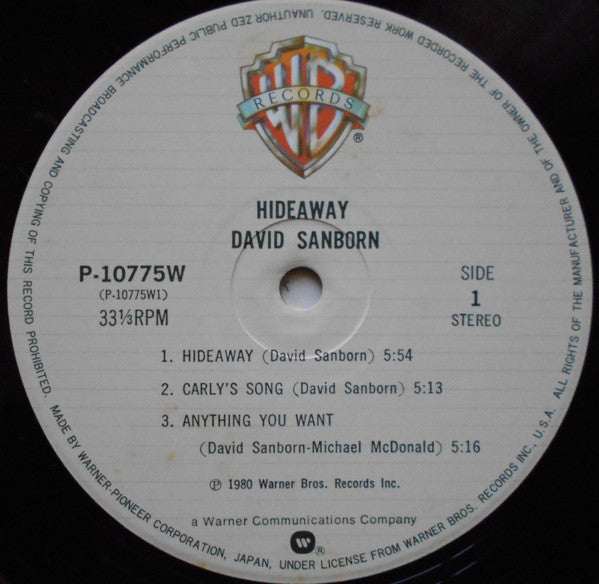 WB
RECORDS
®
HIDEAWAY
DAVID SANBORN
P-10775W
(P-10775W1)
33⅓RPM
SIDE
1
STEREO
1. HIDEAWAY (David Sanborn) 5:54
2. CARLY'S SONG (David Sanborn) 5:13
3. ANYTHING YOU WANT
(David Sanborn-Michael McDonald) 5:16
Ⓟ 1980 Warner Bros. Records Inc.
a Warner Communications Company
®
MADE BY WARNER-PIONEER CORPORATION, JAPAN, UNDER LICENSE FROM WARNER BROS. RECORDS INC., U.S.A. ALL RIGHTS OF THE MANUFACTURER AND OF THE OWNER OF THE RECORDED WORK RESERVED. UNAUTHORIZED PUBLIC PERFORMANCE BROADCASTING AND COPYING OF THIS RECORD PROHIBITED.